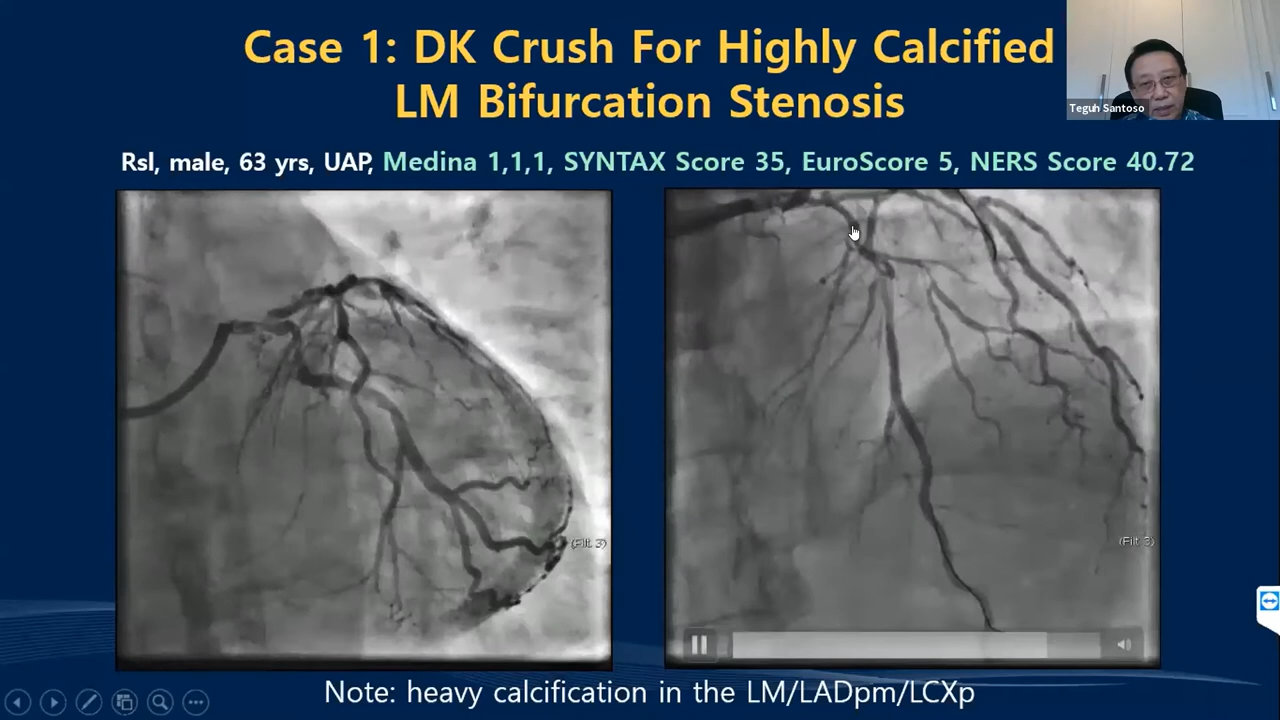 Case 1: DK Crush For Highly Calcified
LM Bifurcation Stenosis
Teguh Santoso
Rsl, male, 63 yrs, UAP, Medina 1,1,1, SYNTAX Score 35, EuroScore 5, NERS Score 40.72
(Filt. 3)
(Filt. 3)
Note: heavy calcification in the LM/LADpm/LCXp